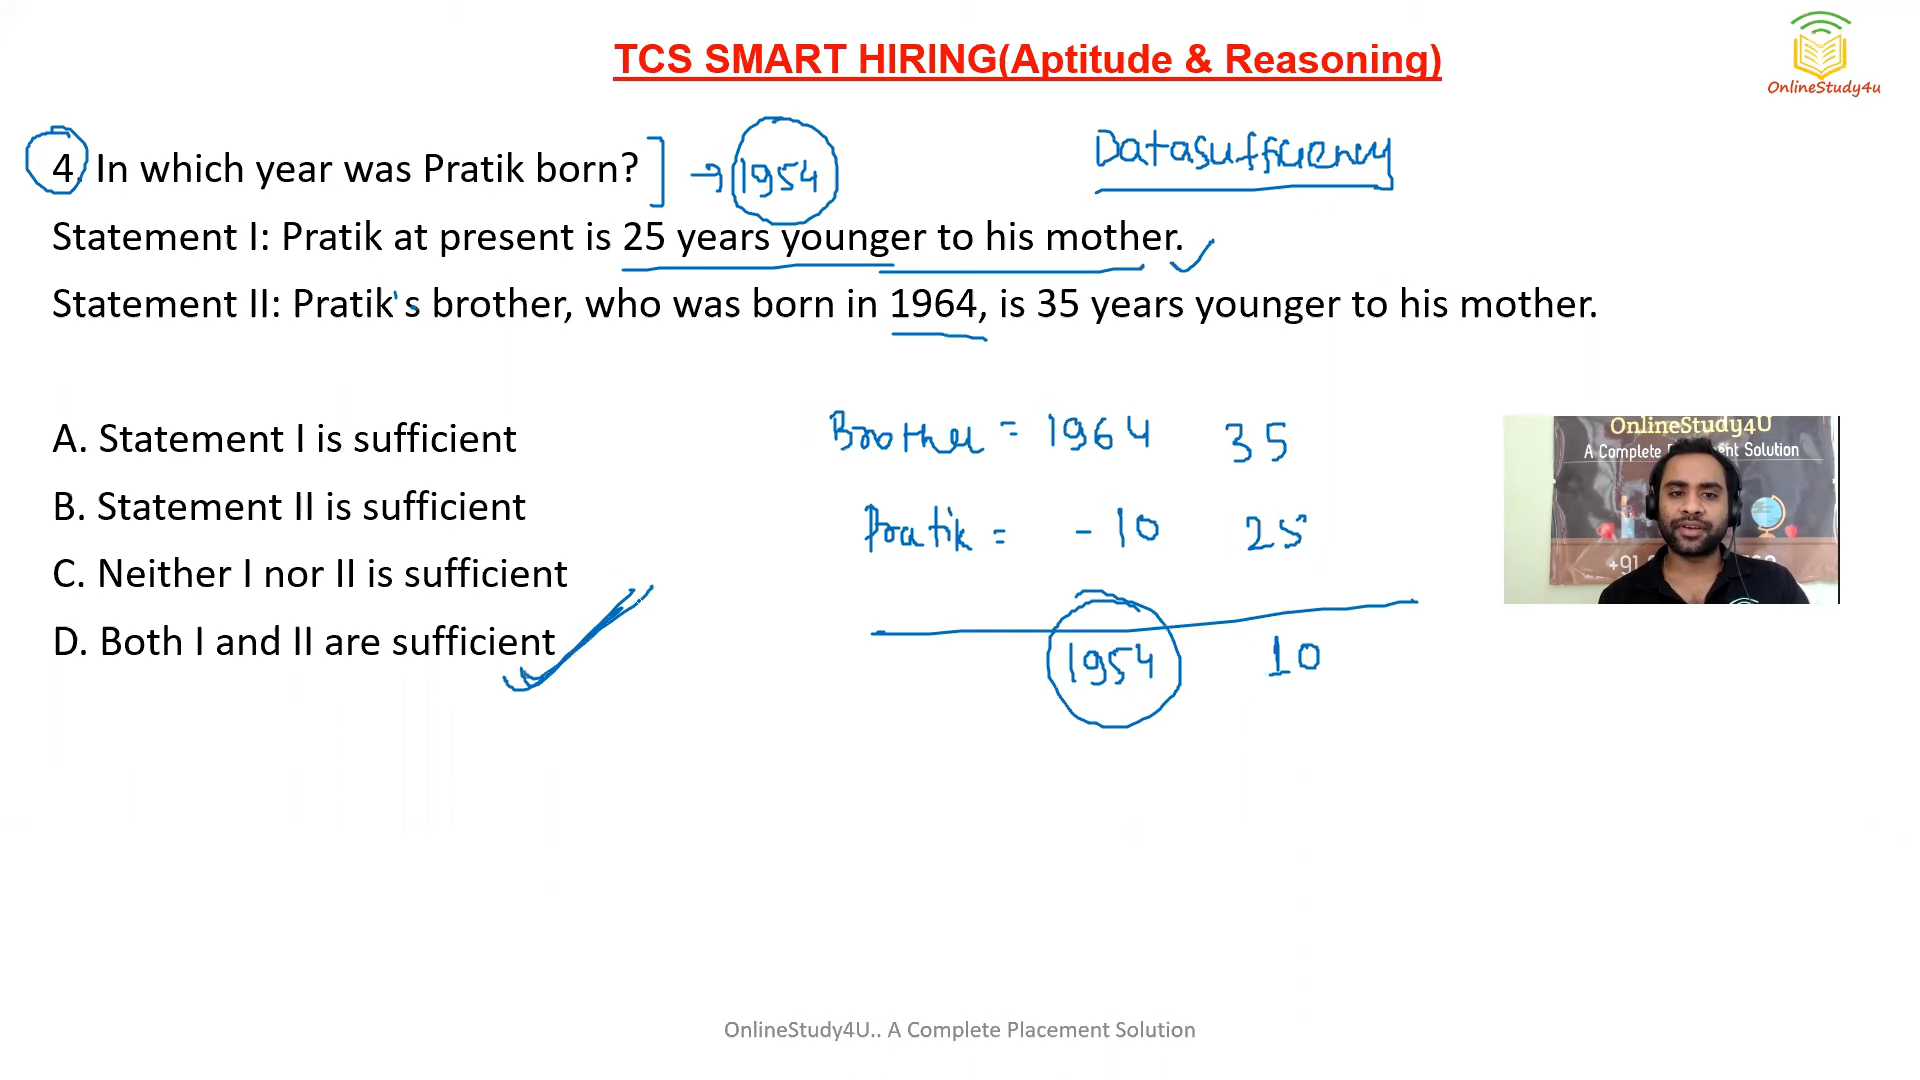 TCS SMART HIRING(Aptitude & Reasoning)
OnlineStudy4u
4. In which year was Pratik born? ] → 1954
Datasufficiency
Statement I: Pratik at present is 25 years younger to his mother.
Statement II: Pratik's brother, who was born in 1964, is 35 years younger to his mother.
A. Statement I is sufficient
B. Statement II is sufficient
C. Neither I nor II is sufficient
D. Both I and II are sufficient
Brother = 1964 35
Pratik = - 10 25
1954 10
OnlineStudy4U
A Complete Solution
+91
OnlineStudy4U.. A Complete Placement Solution